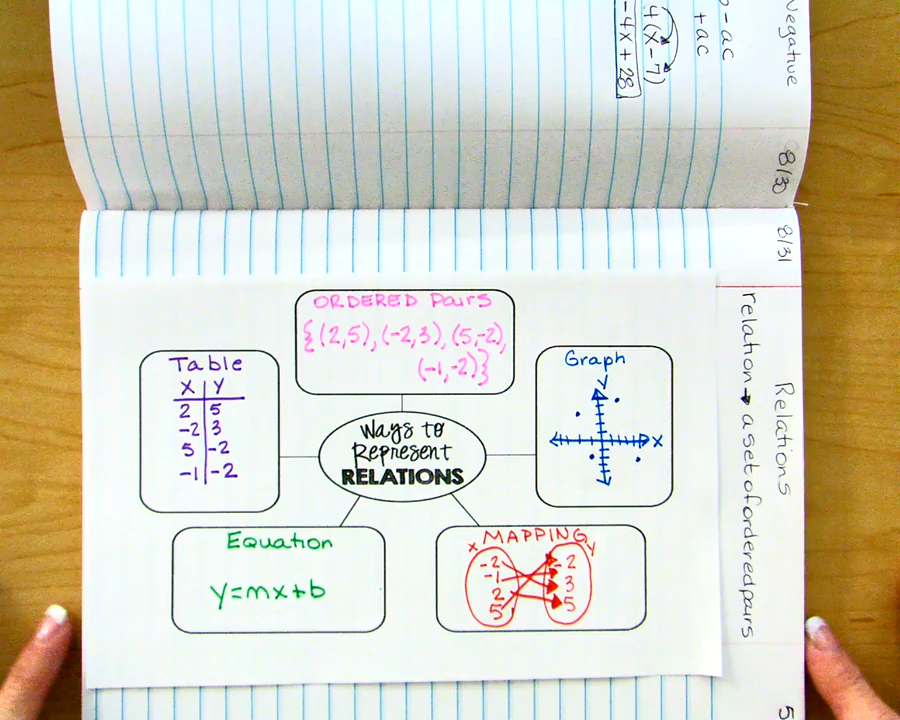 Negative
- ac
+ ac
4(x - 7)
-4x + 28
8/30
8/31
Relations
relation → a set of ordered pairs
5
ORDERED Pairs
{(2,5), (-2,3), (5,-2),
(-1,-2)}
Table
X Y
2 5
-2 3
5 -2
-1 -2
Graph
y
x
Ways to
Represent
RELATIONS
Equation
y=mx+b
MAPPING
x y
-2 -2
-1 3
2 5
5